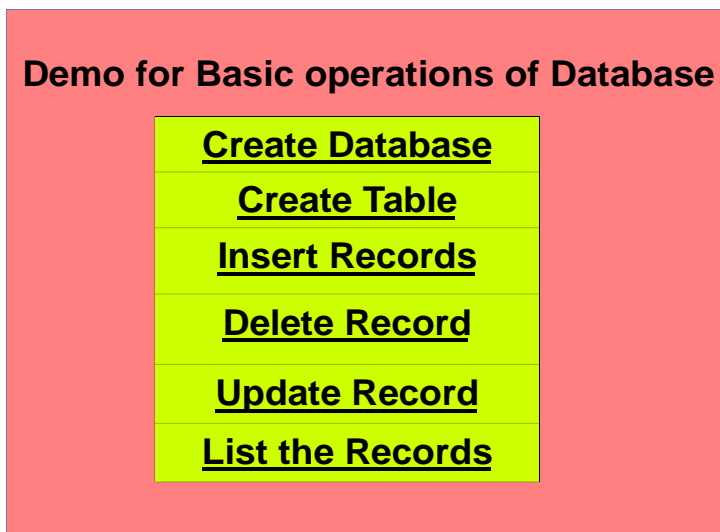 Demo for Basic operations of Database
Create Database
Create Table
Insert Records
Delete Record
Update Record
List the Records